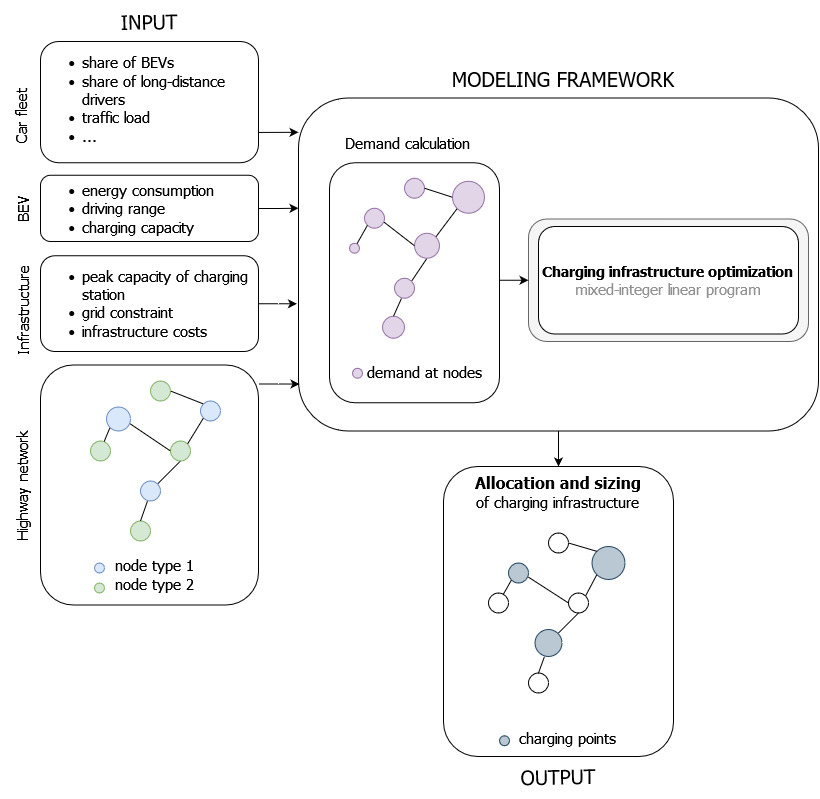 INPUT
Car fleet
• share of BEVs
• share of long-distance
drivers
• traffic load
• ...
BEV
• energy consumption
• driving range
• charging capacity
Infrastructure
• peak capacity of charging
station
• grid constraint
• infrastructure costs
Highway network
node type 1
node type 2
MODELING FRAMEWORK
Demand calculation
demand at nodes
Charging infrastructure optimization
mixed-integer linear program
Allocation and sizing
of charging infrastructure
charging points
OUTPUT